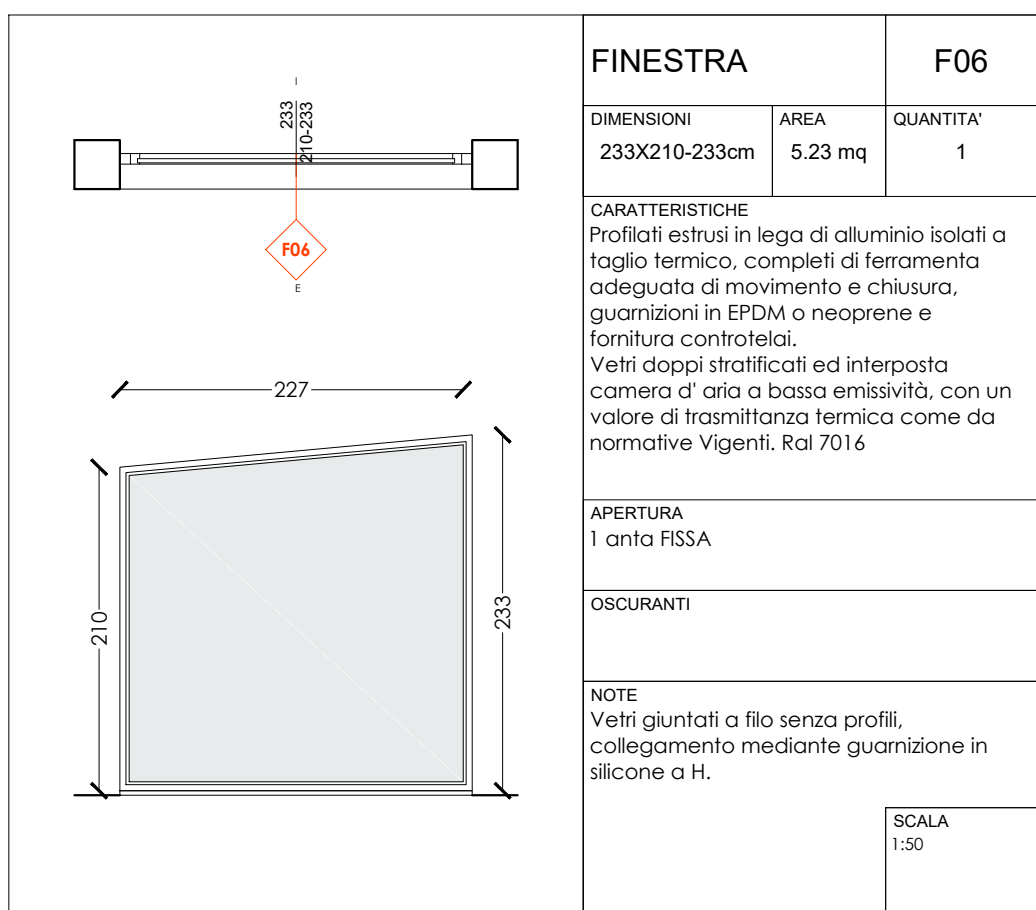 FINESTRA
F06
DIMENSIONI
233X210-233cm
AREA
5.23 mq
QUANTITA'
1
CARATTERISTICHE
Profilati estrusi in lega di alluminio isolati a
taglio termico, completi di ferramenta
adeguata di movimento e chiusura,
guarnizioni in EPDM o neoprene e
fornitura controtelai.
Vetri doppi stratificati ed interposta
camera d' aria a bassa emissività, con un
valore di trasmittanza termica come da
normative Vigenti. Ral 7016
APERTURA
1 anta FISSA
OSCURANTI
NOTE
Vetri giuntati a filo senza profili,
collegamento mediante guarnizione in
silicone a H.
SCALA
1:50
I
233
210-233
F06
E
227
210
233